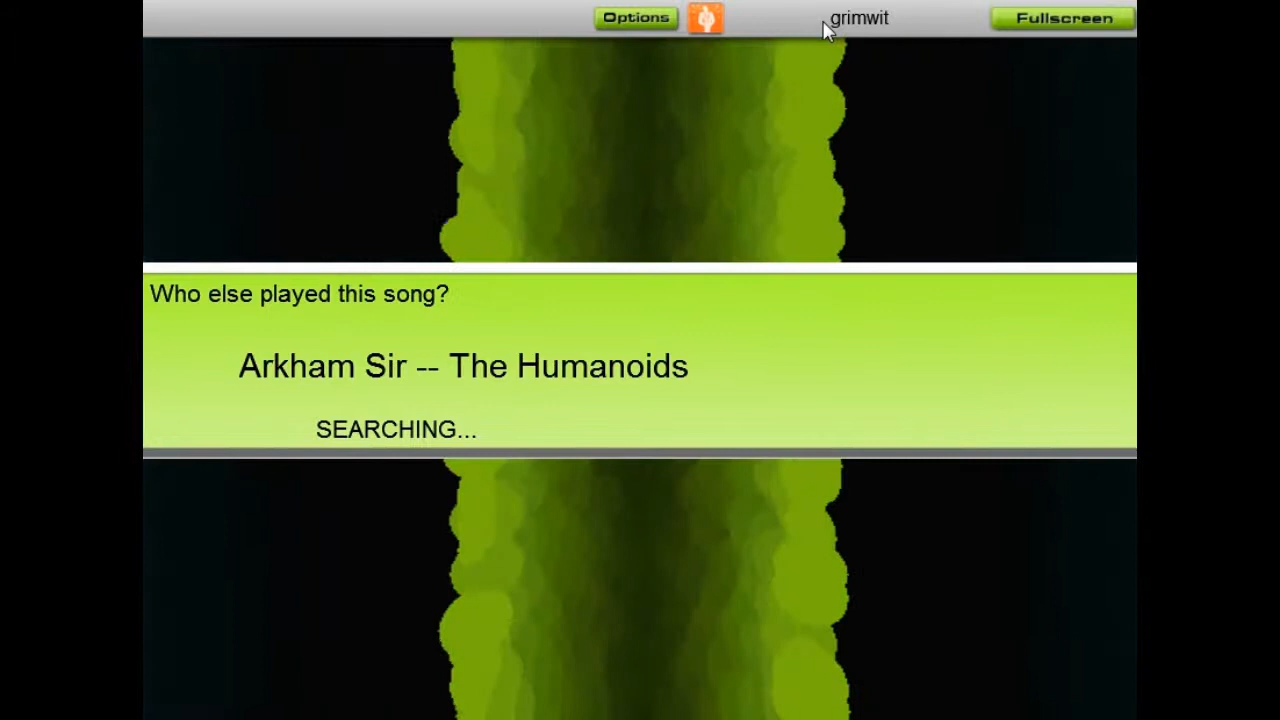 Options
grimwit
Fullscreen
Who else played this song?
Arkham Sir -- The Humanoids
SEARCHING...